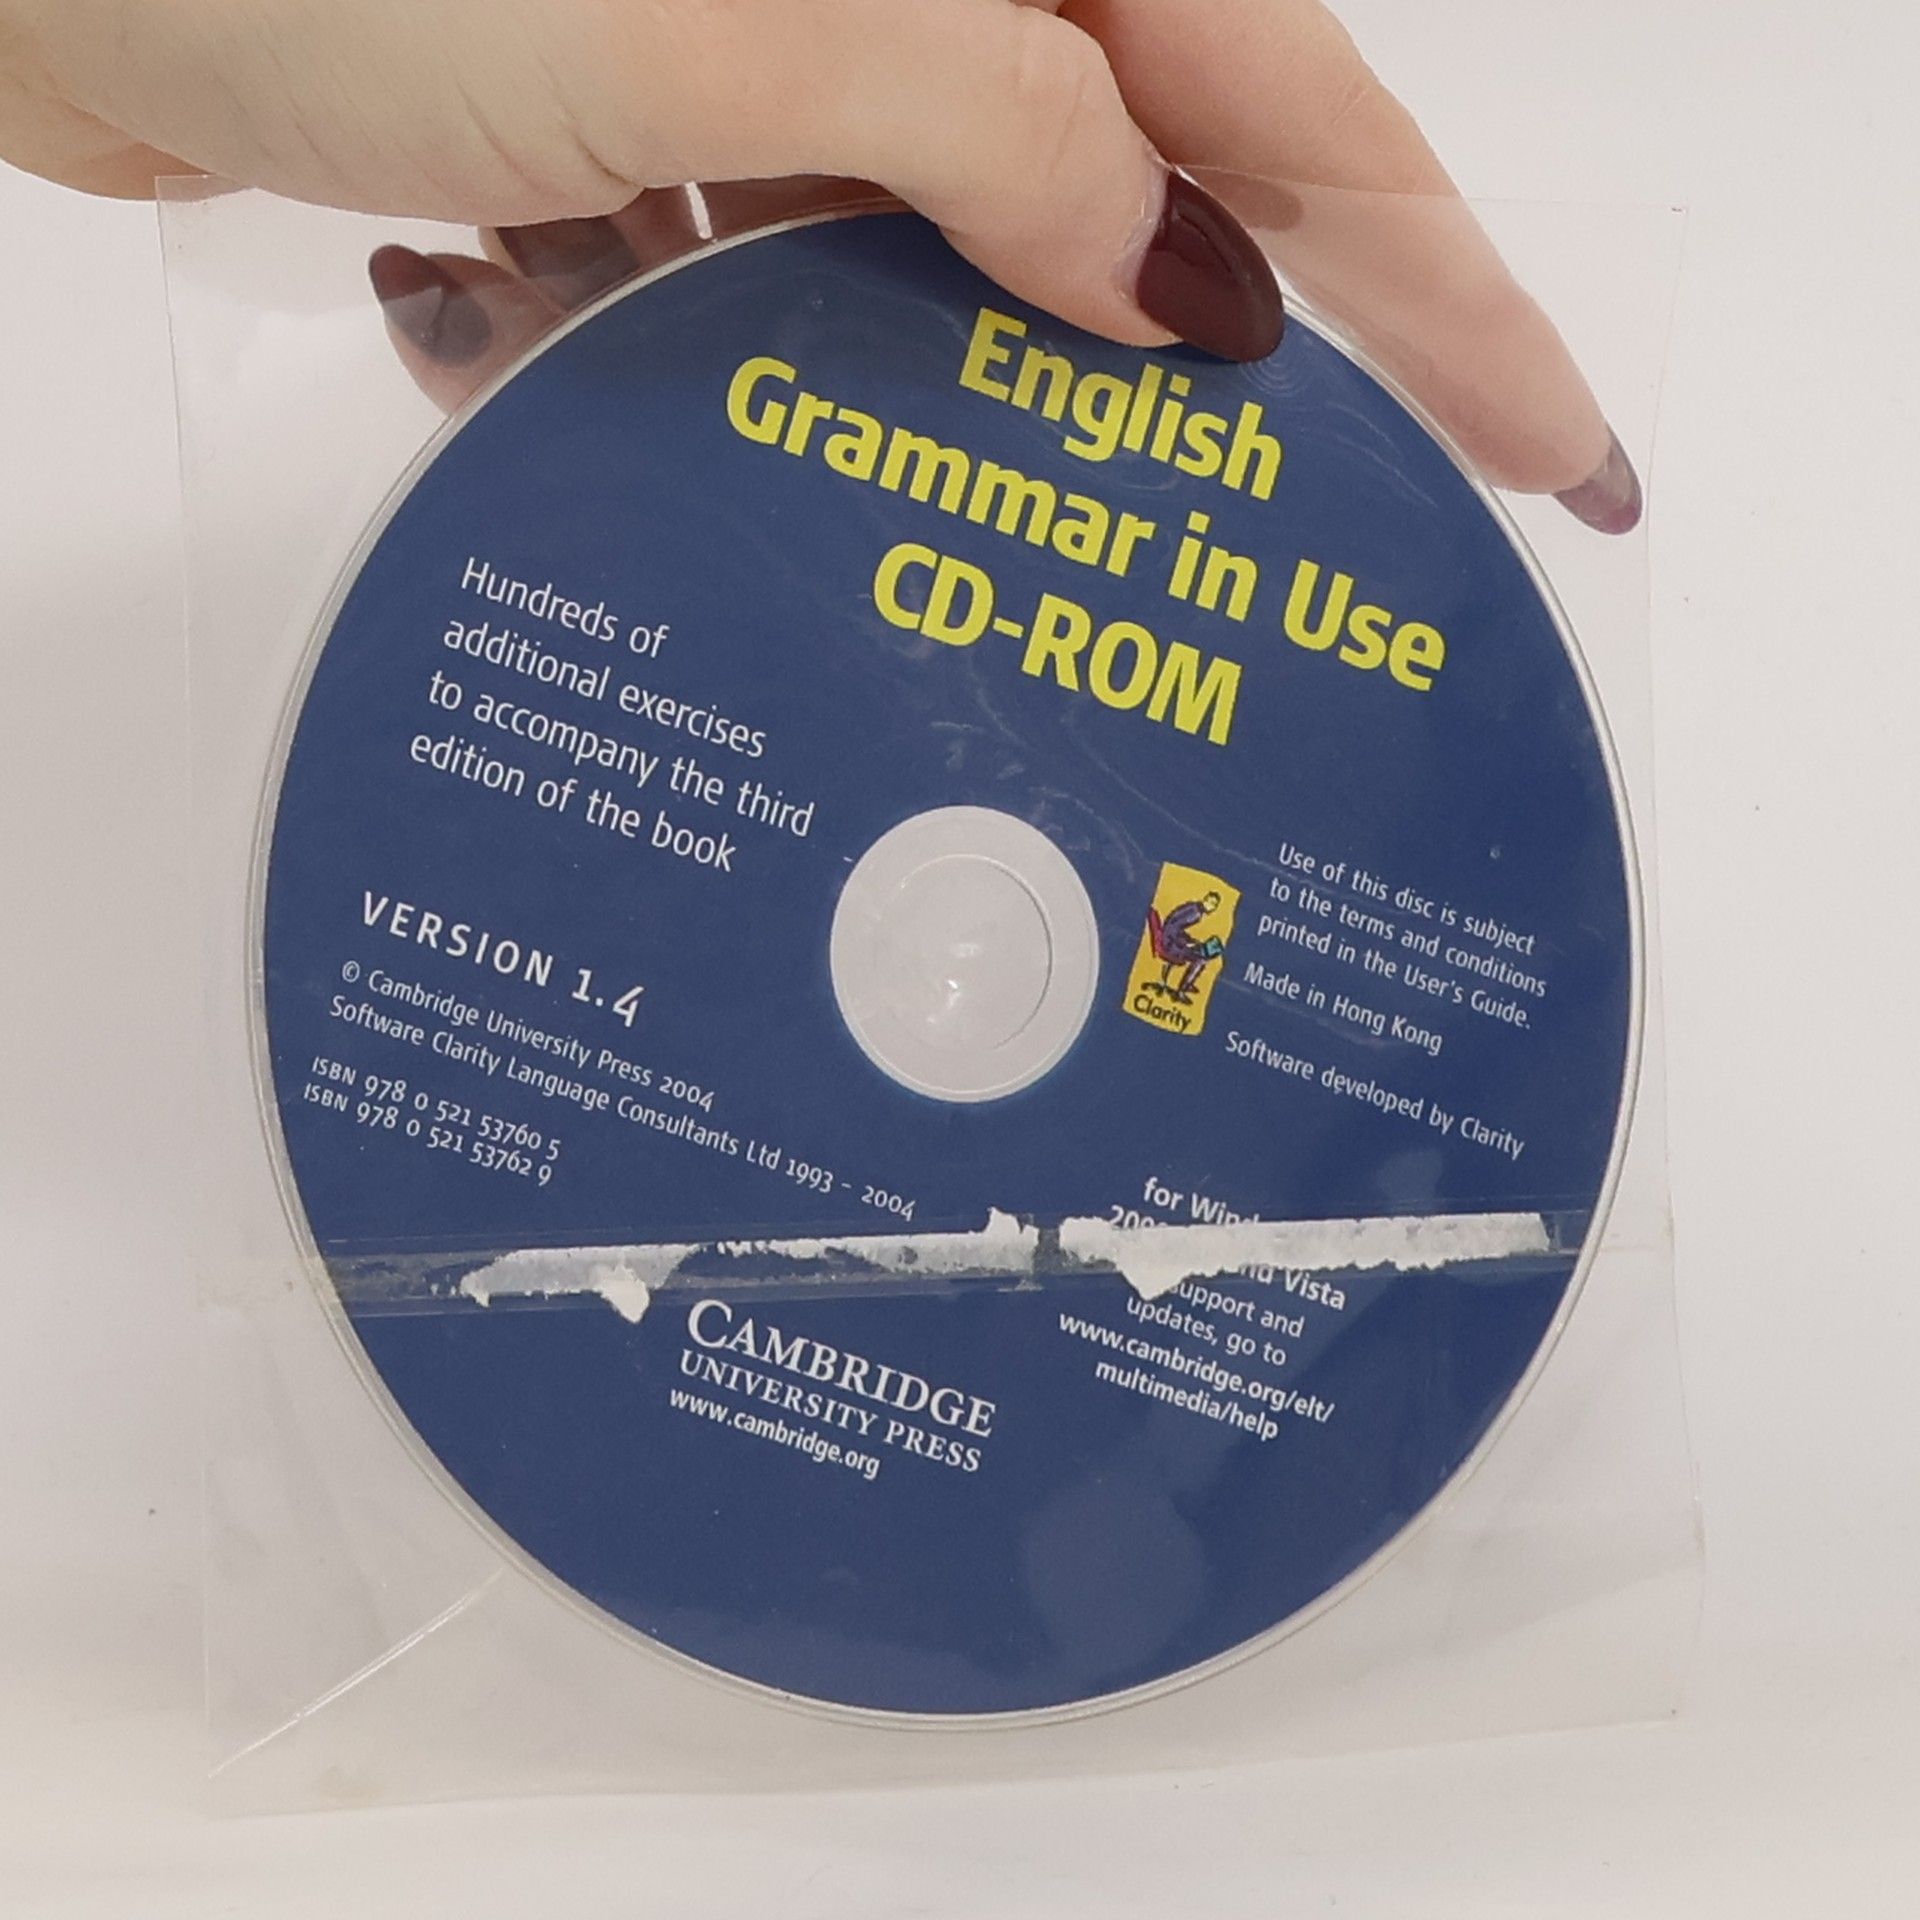 English
Grammar in Use
CD-ROM
Hundreds of
additional exercises
to accompany the third
edition of the book
VERSION 1.4
© Cambridge University Press 2004
Software Clarity Language Consultants Ltd 1993 - 2004
ISBN 978 0 521 53760 5
ISBN 978 0 521 53762 9
Clarity
Use of this disc is subject
to the terms and conditions
printed in the User's Guide.
Made in Hong Kong
Software developed by Clarity
for
Vista
support and
updates, go to
www.cambridge.org/elt/
multimedia/help
CAMBRIDGE
UNIVERSITY PRESS
www.cambridge.org